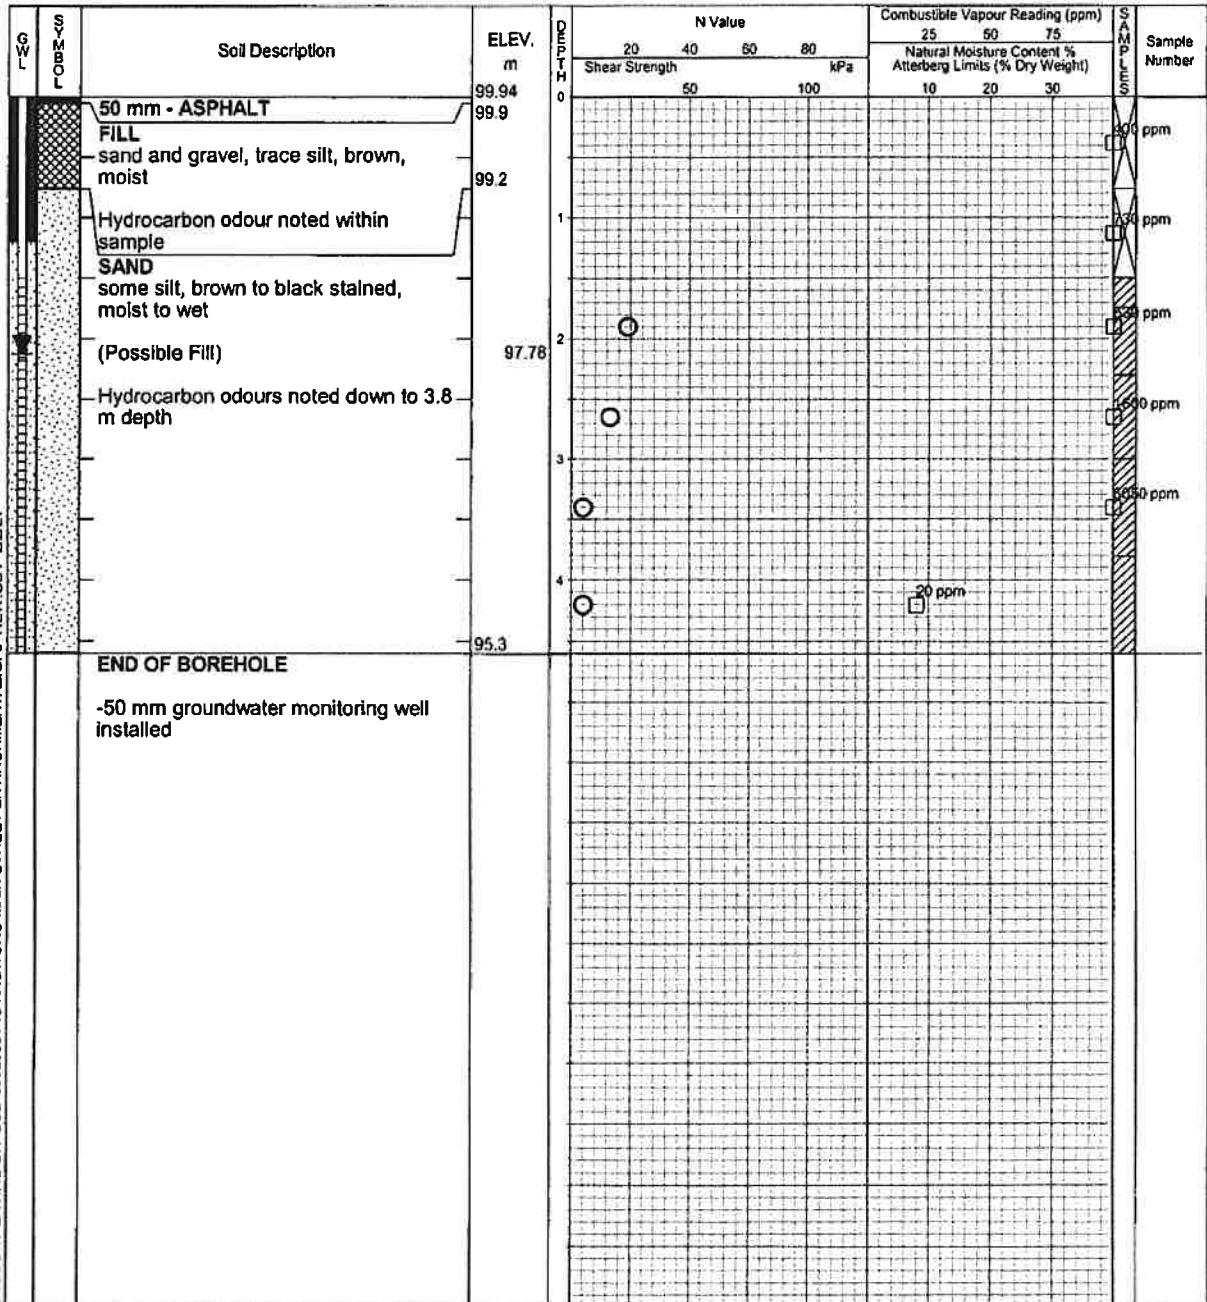 GWL
SYMBOL
Soil Description
ELEV.
m
DEPTH
N Value
20 40 60 80
Shear Strength kPa
50 100
Combustible Vapour Reading (ppm)
25 50 75
Natural Moisture Content %
Atterberg Limits (% Dry Weight)
10 20 30
SAMPLES
Sample
Number
99.94
0
50 mm - ASPHALT
99.9
FILL
sand and gravel, trace silt, brown,
moist
99.2
ppm
Hydrocarbon odour noted within
sample
1
ppm
SAND
some silt, brown to black stained,
moist to wet
ppm
2
(Possible Fill)
97.78
Hydrocarbon odours noted down to 3.8
m depth
ppm
3
ppm
4
20 ppm
95.3
END OF BOREHOLE
-50 mm groundwater monitoring well
installed